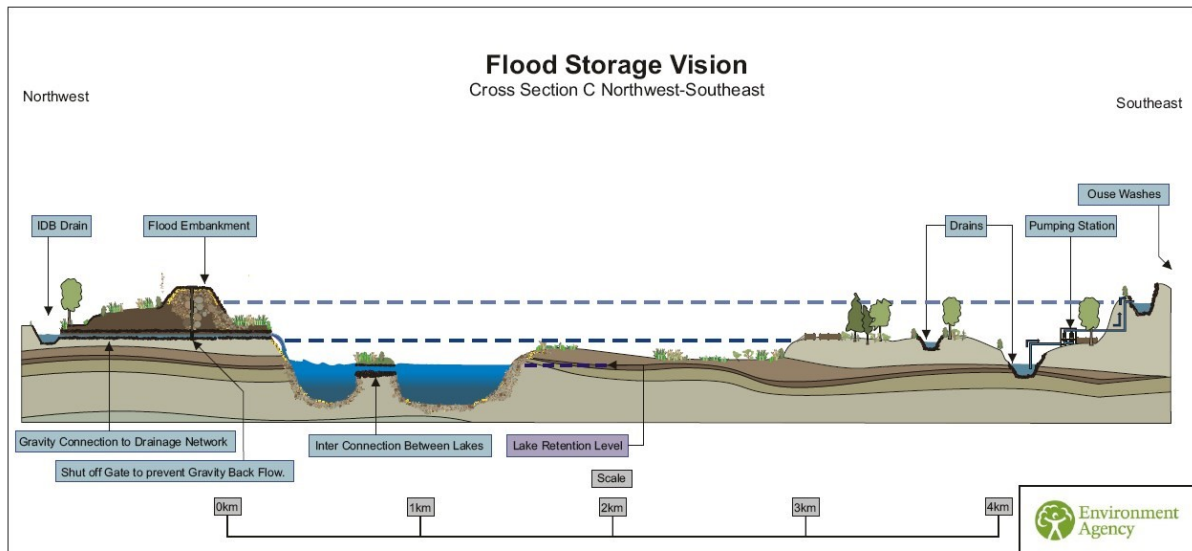 Flood Storage Vision
Cross Section C Northwest-Southeast
Northwest
Southeast
Ouse Washes
IDB Drain
Flood Embankment
Drains
Pumping Station
Gravity Connection to Drainage Network
Inter Connection Between Lakes
Lake Retention Level
Shut off Gate to prevent Gravity Back Flow.
Scale
0km
1km
2km
3km
4km
Environment
Agency